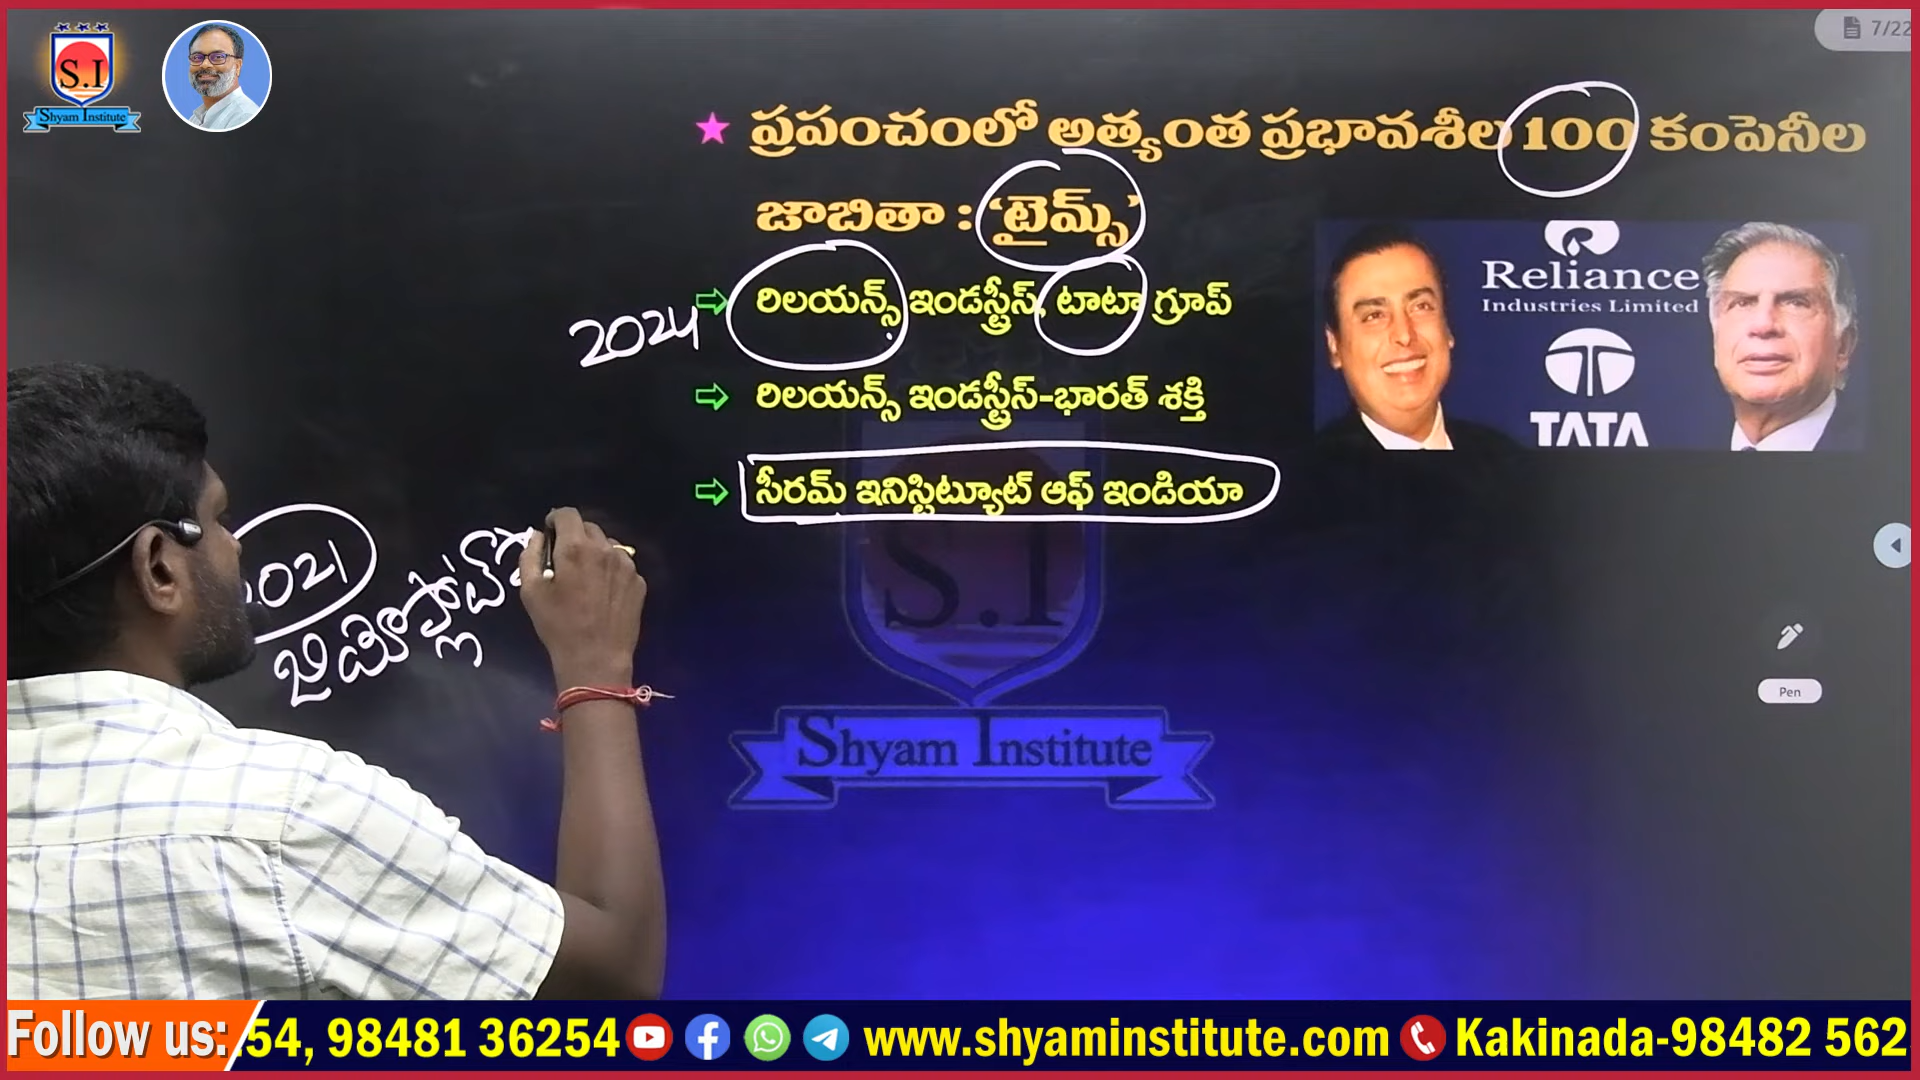 S.I
Shyam Institute
7/22
★ ప్రపంచంలో అత్యంత ప్రభావశీల 100 కంపెనీల
జాబితా : 'టైమ్స్'
⇨ రిలయన్స్ ఇండస్ట్రీస్, టాటా గ్రూప్
2024
⇨ రిలయన్స్ ఇండస్ట్రీస్-భారత్ శక్తి
⇨ సీరమ్ ఇనిస్టిట్యూట్ ఆఫ్ ఇండియా
Reliance
Industries Limited
TATA
021
S.I
Shyam Institute
Pen
Follow us:
54, 98481 36254
www.shyaminstitute.com
Kakinada-98482 562